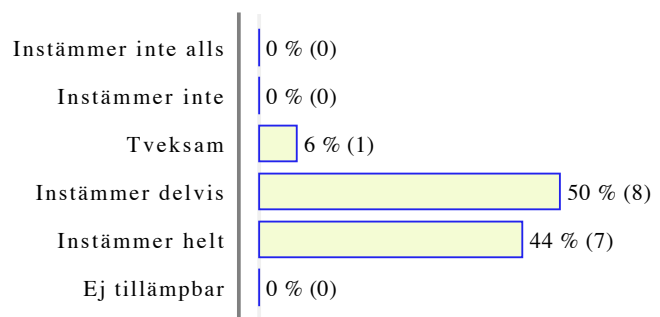 Instämmer inte alls 0 % (0)
Instämmer inte 0 % (0)
Tveksam 6 % (1)
Instämmer delvis 50 % (8)
Instämmer helt 44 % (7)
Ej tillämpbar 0 % (0)